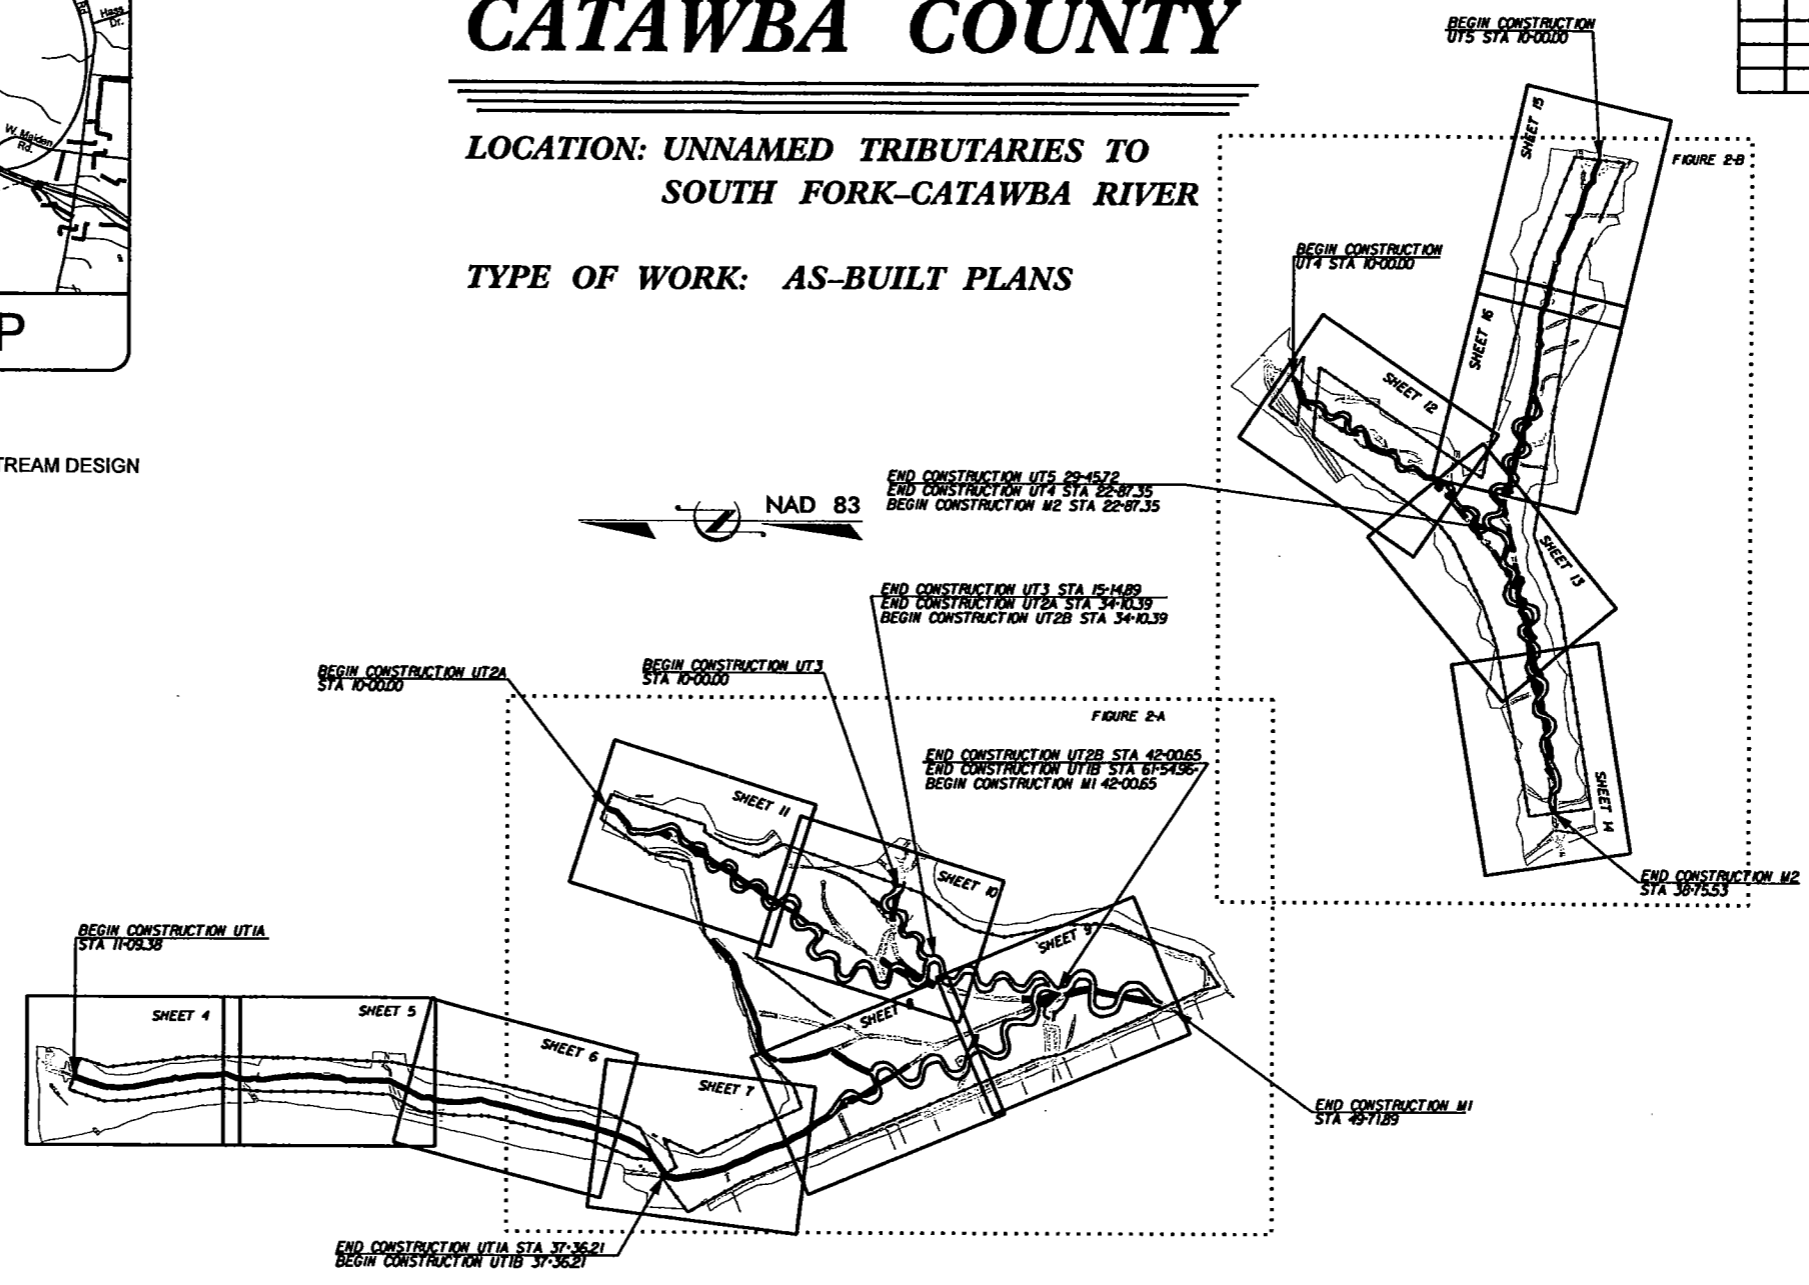 Hass
Dr.
Rd
W. Maiden
Rd.
P
TREAM DESIGN
CATAWBA COUNTY
LOCATION: UNNAMED TRIBUTARIES TO
SOUTH FORK-CATAWBA RIVER
TYPE OF WORK: AS-BUILT PLANS
NAD 83
BEGIN CONSTRUCTION
UT5 STA 10+00.00
SHEET 15
FIGURE 2-B
BEGIN CONSTRUCTION
UT4 STA 10+00.00
SHEET 16
SHEET 12
END CONSTRUCTION UT5 29+45.72
END CONSTRUCTION UT4 STA 22+87.35
BEGIN CONSTRUCTION M2 STA 22+87.35
SHEET 13
SHEET 14
END CONSTRUCTION M2
STA 38+75.53
END CONSTRUCTION UT3 STA 15+14.89
END CONSTRUCTION UT2A STA 34+10.39
BEGIN CONSTRUCTION UT2B STA 34+10.39
BEGIN CONSTRUCTION UT2A
STA 10+00.00
BEGIN CONSTRUCTION UT3
STA 10+00.00
FIGURE 2-A
END CONSTRUCTION UT2B STA 42+00.65
END CONSTRUCTION UT1B STA 61+54.96
BEGIN CONSTRUCTION M1 42+00.65
SHEET 11
SHEET 10
SHEET 9
SHEET 8
BEGIN CONSTRUCTION UT1A
STA 11+09.38
SHEET 4
SHEET 5
SHEET 6
SHEET 7
END CONSTRUCTION M1
STA 49+71.89
END CONSTRUCTION UT1A STA 37+36.21
BEGIN CONSTRUCTION UT1B 37+36.21